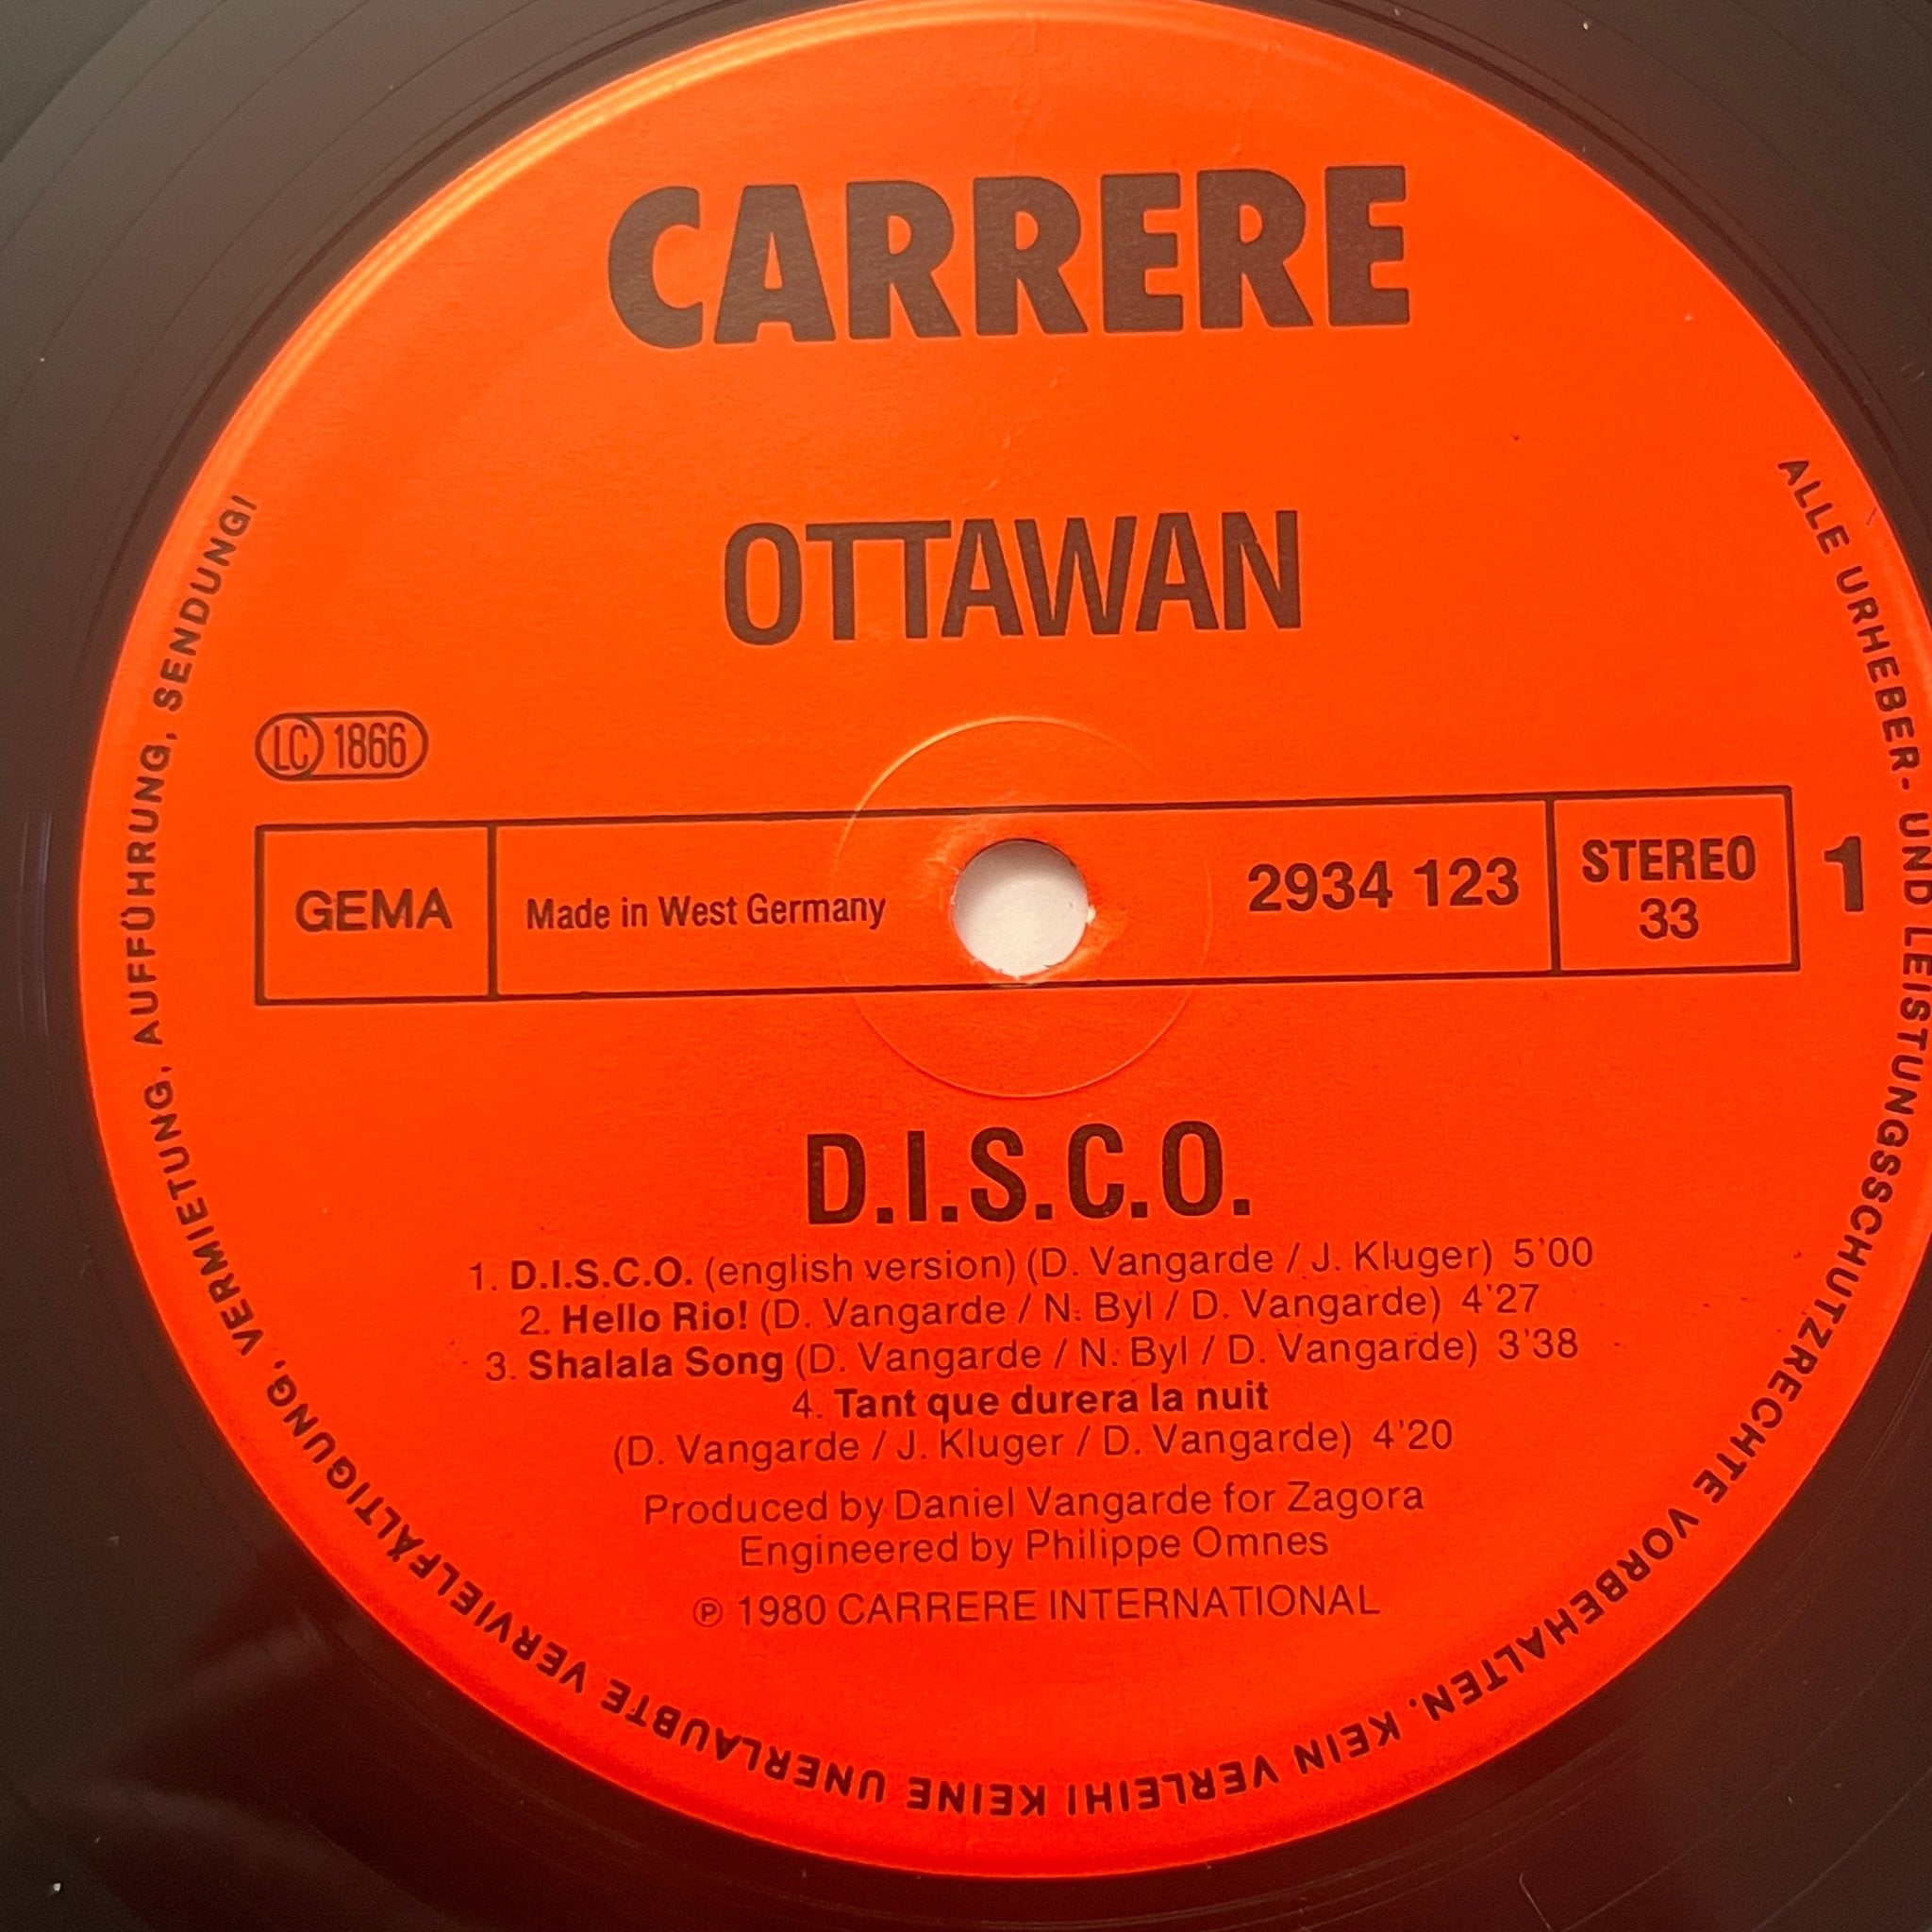 CARRERE
OTTAWAN
LC 1866
GEMA
Made in West Germany
2934 123
STEREO
33
1
D.I.S.C.O.
1. D.I.S.C.O. (english version) (D. Vangarde / J. Kluger) 5'00
2. Hello Rio! (D. Vangarde / N. Byl / D. Vangarde) 4'27
3. Shalala Song (D. Vangarde / N. Byl / D. Vangarde) 3'38
4. Tant que durera la nuit
(D. Vangarde / J. Kluger / D. Vangarde) 4'20
Produced by Daniel Vangarde for Zagora
Engineered by Philippe Omnes
℗ 1980 CARRERE INTERNATIONAL
ALLE URHEBER- UND LEISTUNGSSCHUTZRECHTE VORBEHALTEN. KEIN VERLEIH! KEINE UNERLAUBTE VERVIELFÄLTIGUNG, VERMIETUNG, AUFFÜHRUNG, SENDUNG!